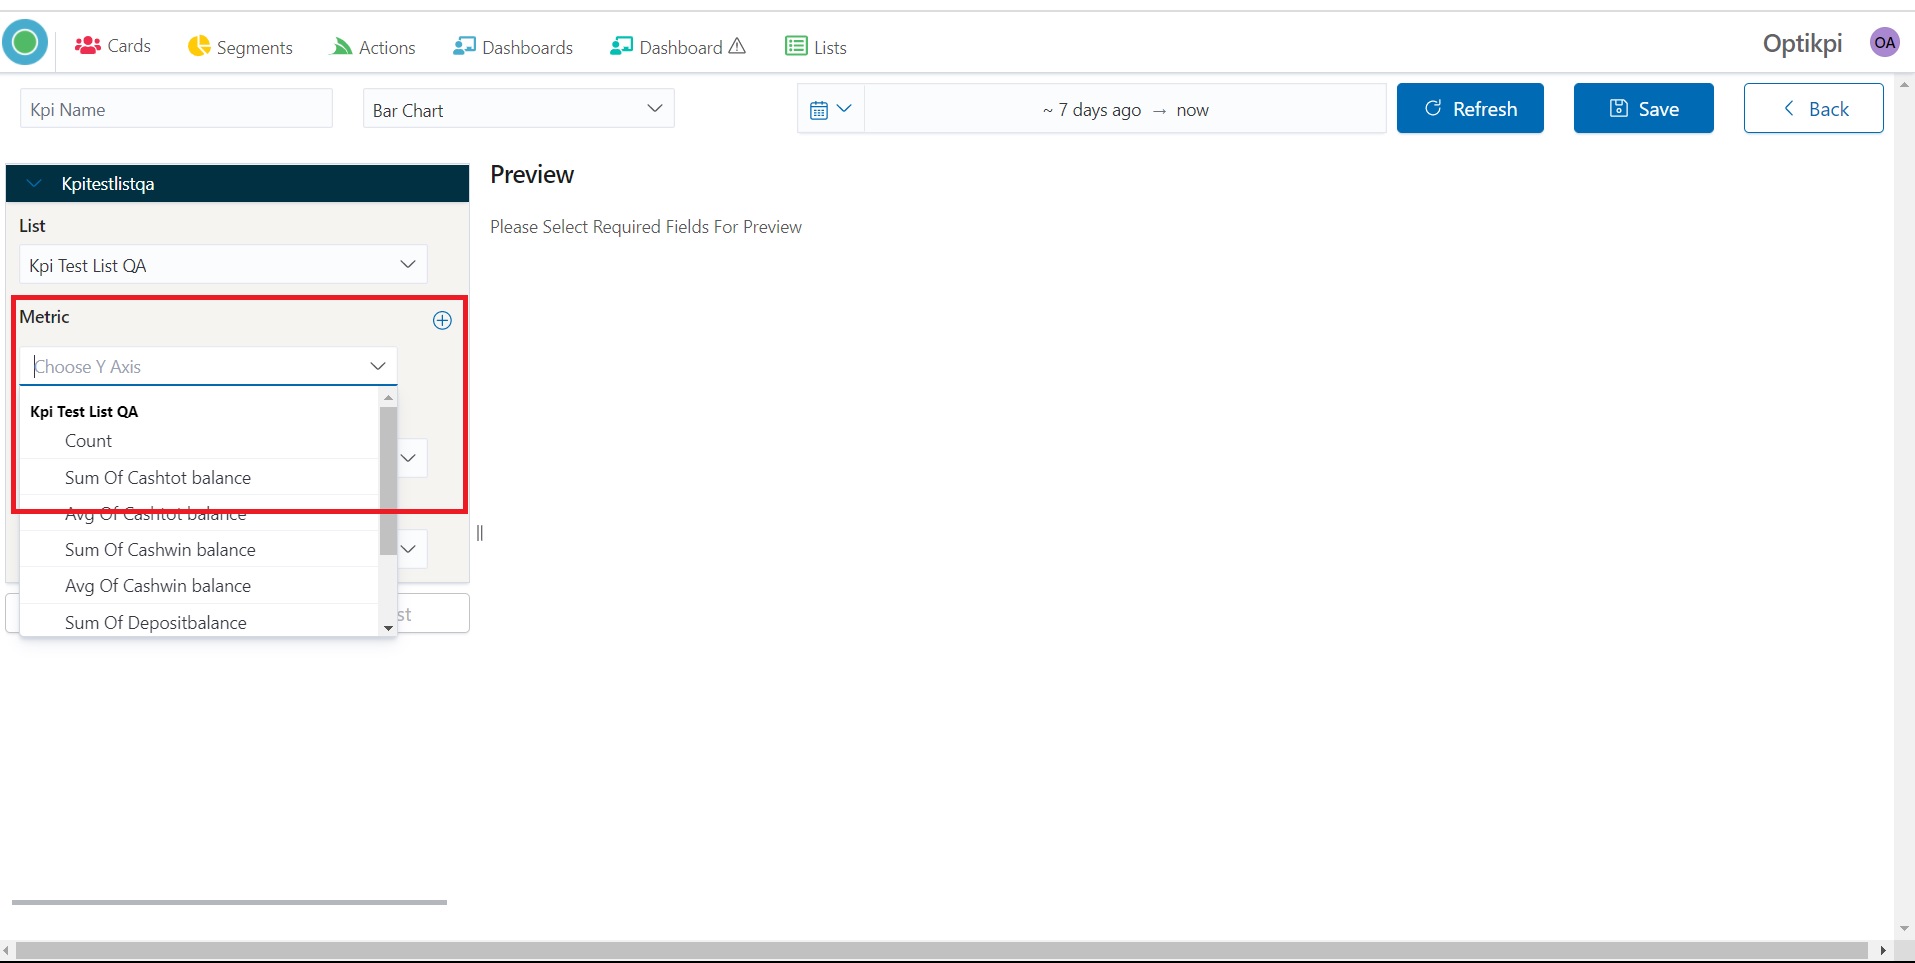 Cards
Segments
Actions
Dashboards
Dashboard
Lists
Optikpi
OA
Kpi Name
Bar Chart
~ 7 days ago → now
Refresh
Save
Back
Kpitestlistqa
Preview
List
Please Select Required Fields For Preview
Kpi Test List QA
Metric
Choose Y Axis
Kpi Test List QA
Count
Sum Of Cashtot balance
Avg Of Cashtot balance
Sum Of Cashwin balance
Avg Of Cashwin balance
Sum Of Depositbalance
st